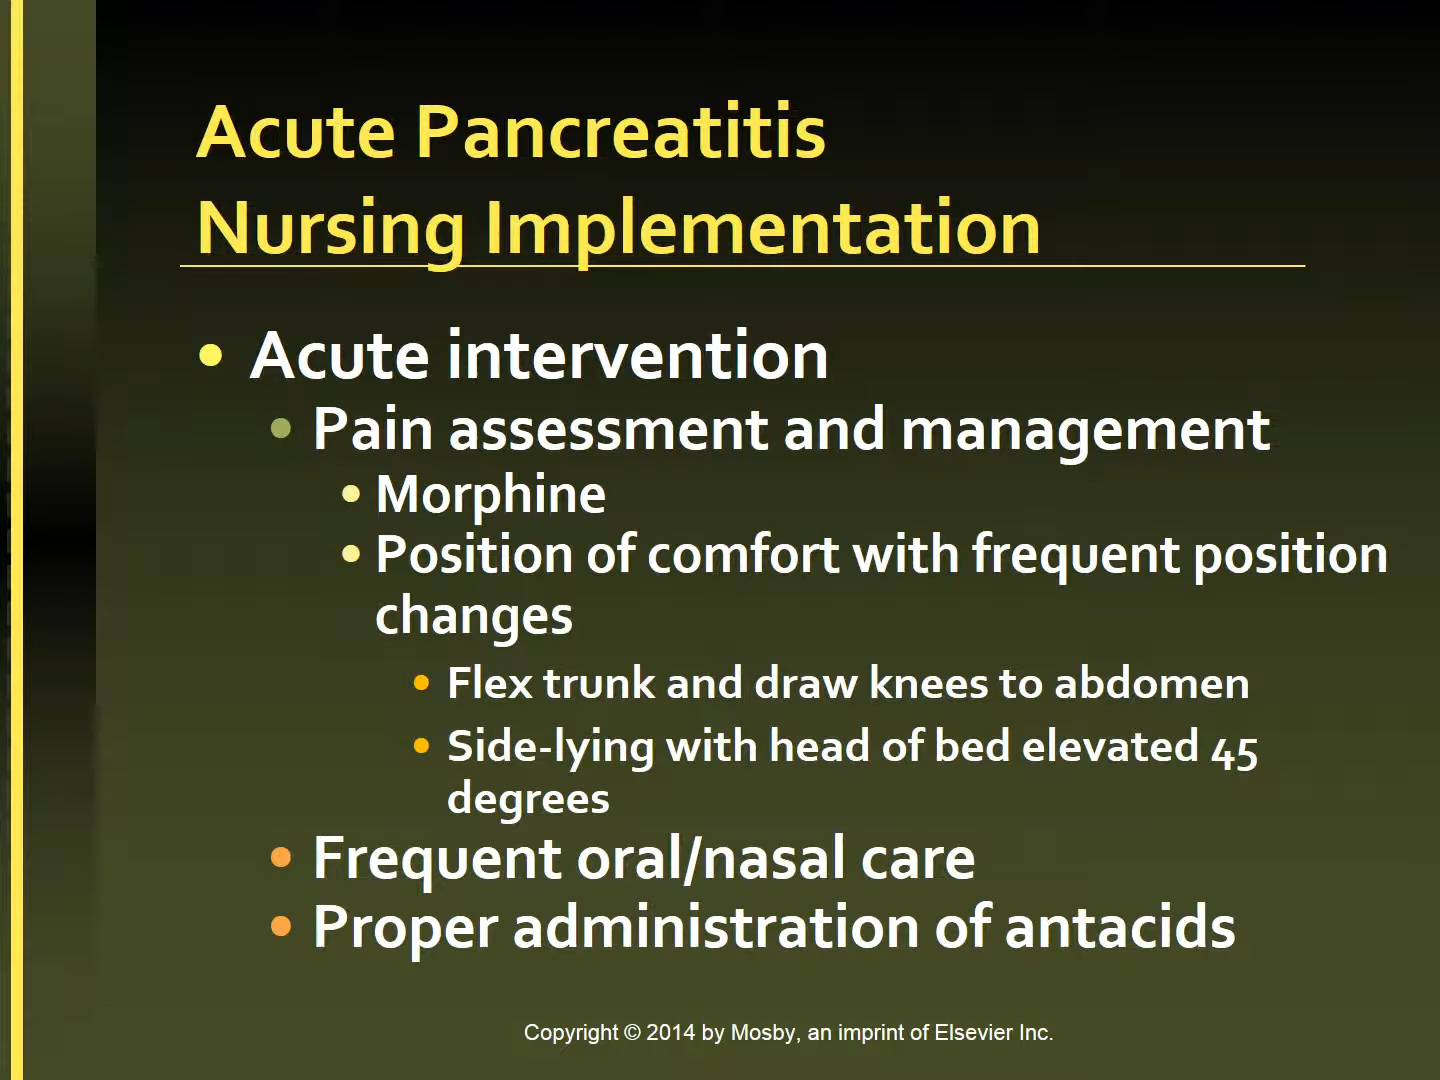 Acute Pancreatitis
Nursing Implementation
• Acute intervention
• Pain assessment and management
• Morphine
• Position of comfort with frequent position
changes
• Flex trunk and draw knees to abdomen
• Side-lying with head of bed elevated 45
degrees
• Frequent oral/nasal care
• Proper administration of antacids
Copyright © 2014 by Mosby, an imprint of Elsevier Inc.